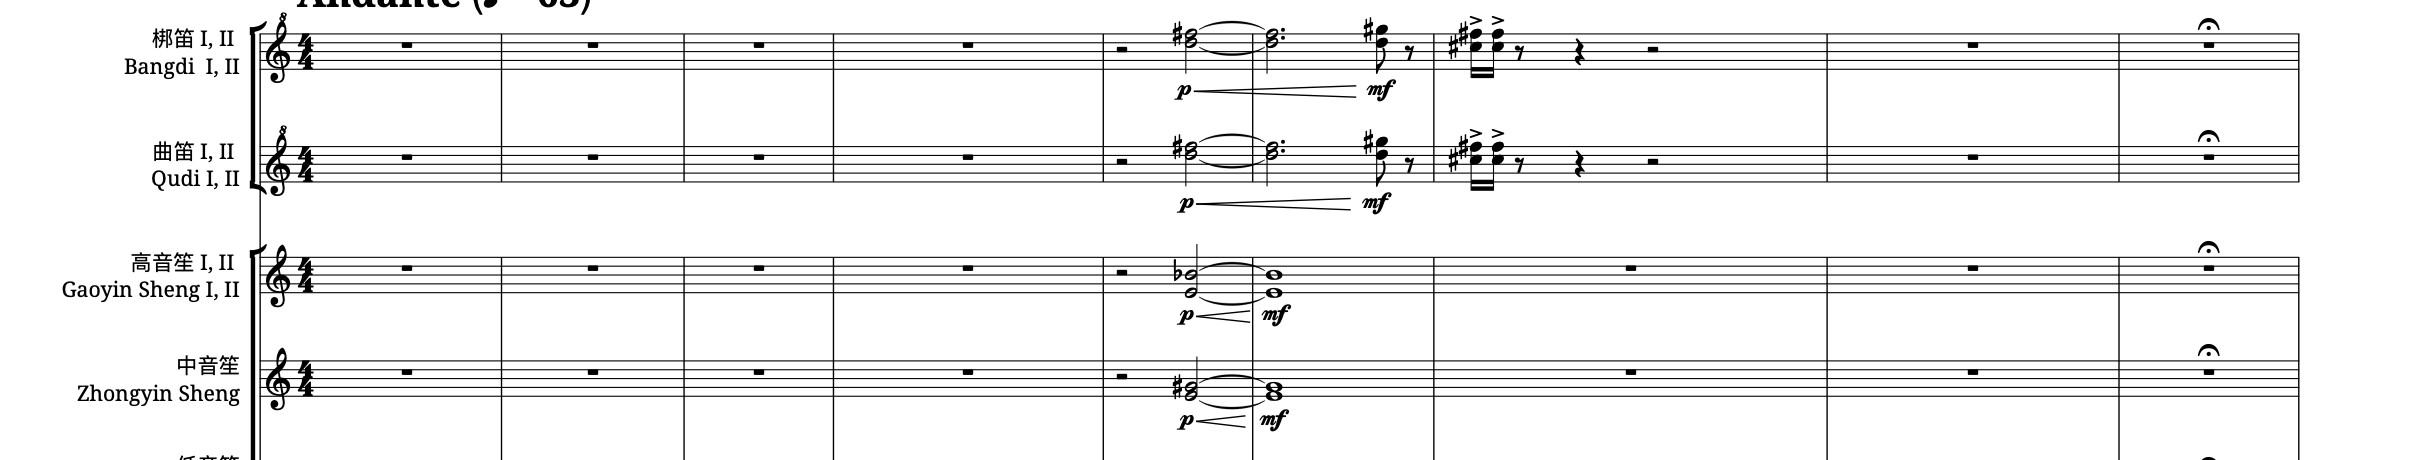 梆笛 I, II
Bangdi I, II
p mf
曲笛 I, II
Qudi I, II
p mf
高音笙 I, II
Gaoyin Sheng I, II
p mf
中音笙
Zhongyin Sheng
p mf